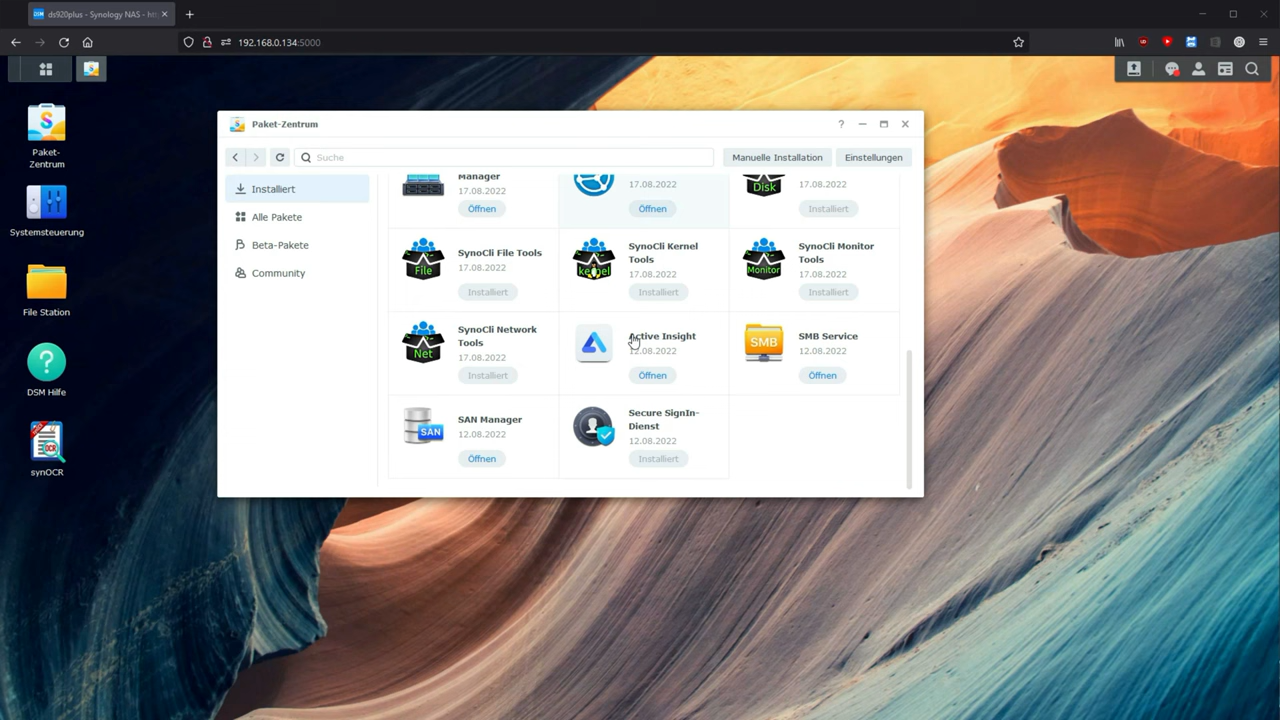 ds920plus - Synology NAS - ht
192.168.0.134:5000
Paket-Zentrum
Systemsteuerung
File Station
DSM Hilfe
synOCR
Paket-Zentrum
Suche
Manuelle Installation
Einstellungen
Installiert
Alle Pakete
Beta-Pakete
Community
Manager
17.08.2022
Öffnen
17.08.2022
Öffnen
Disk
17.08.2022
Installiert
File
SynoCli File Tools
17.08.2022
Installiert
kernel
SynoCli Kernel
Tools
17.08.2022
Installiert
Monitor
SynoCli Monitor
Tools
17.08.2022
Installiert
Net
SynoCli Network
Tools
17.08.2022
Installiert
Active Insight
12.08.2022
Öffnen
SMB
SMB Service
12.08.2022
Öffnen
SAN
SAN Manager
12.08.2022
Öffnen
Secure SignIn-
Dienst
12.08.2022
Installiert